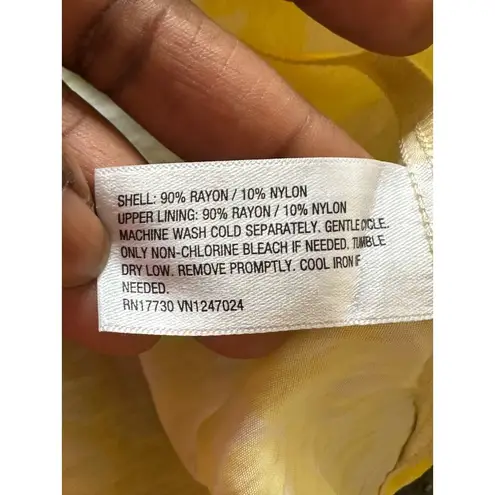 SHELL: 90% RAYON / 10% NYLON
UPPER LINING: 90% RAYON / 10% NYLON
MACHINE WASH COLD SEPARATELY. GENTLE CYCLE.
ONLY NON-CHLORINE BLEACH IF NEEDED. TUMBLE
DRY LOW. REMOVE PROMPTLY. COOL IRON IF
NEEDED.
RN17730 VN1247024